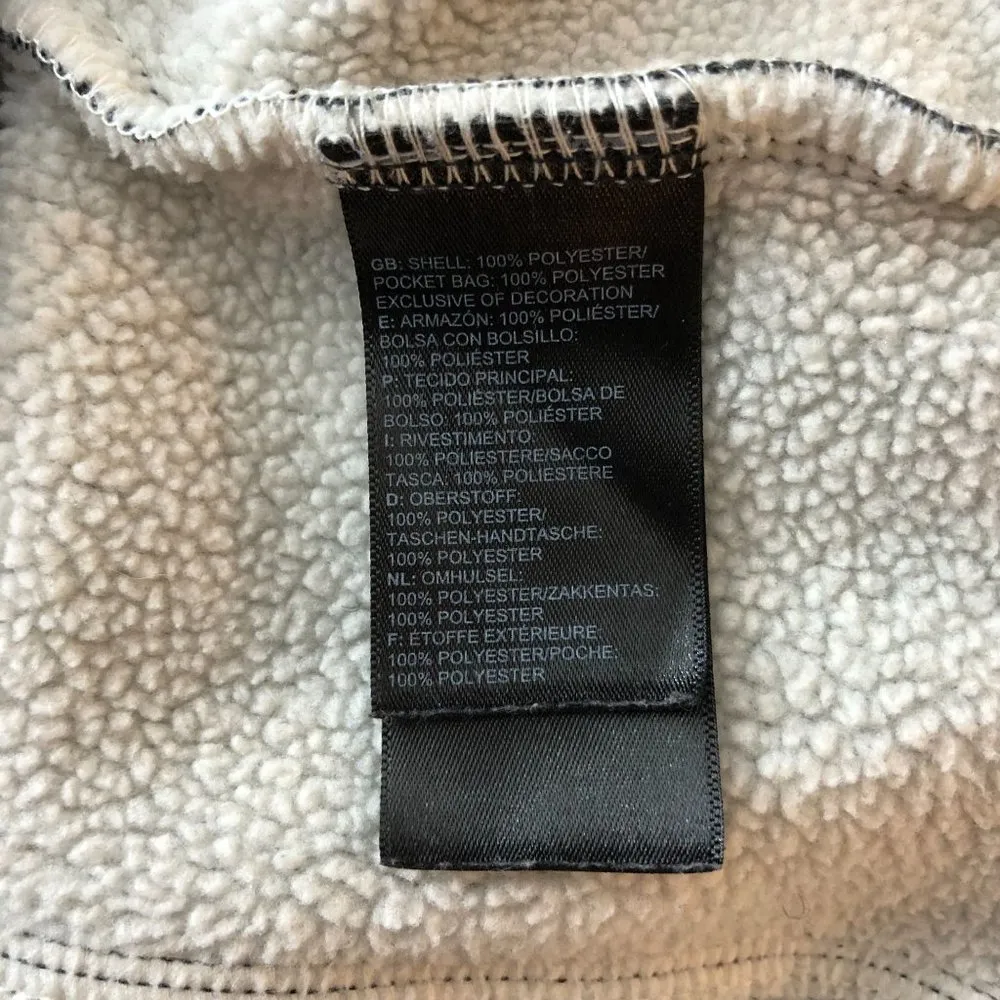 GB: SHELL: 100% POLYESTER/
POCKET BAG: 100% POLYESTER
EXCLUSIVE OF DECORATION
E: ARMAZÓN: 100% POLIÉSTER/
BOLSA CON BOLSILLO:
100% POLIÉSTER
P: TECIDO PRINCIPAL:
100% POLIÉSTER/BOLSA DE
BOLSO: 100% POLIÉSTER
I: RIVESTIMENTO:
100% POLIESTERE/SACCO
TASCA: 100% POLIESTERE
D: OBERSTOFF:
100% POLYESTER/
TASCHEN-HANDTASCHE:
100% POLYESTER
NL: OMHULSEL:
100% POLYESTER/ZAKKENTAS:
100% POLYESTER
F: ÉTOFFE EXTÉRIEURE:
100% POLYESTER/POCHE:
100% POLYESTER